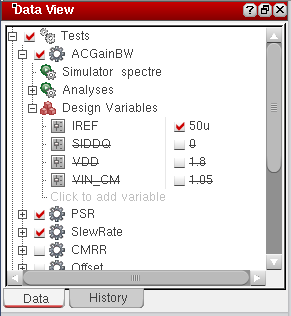 Data View
Tests
ACGainBW
Simulator spectre
Analyses
Design Variables
IREF 50u
SIDDQ 0
VDD 1.8
VIN_CM 1.05
Click to add variable
PSR
SlewRate
CMRR
Offset
Data History